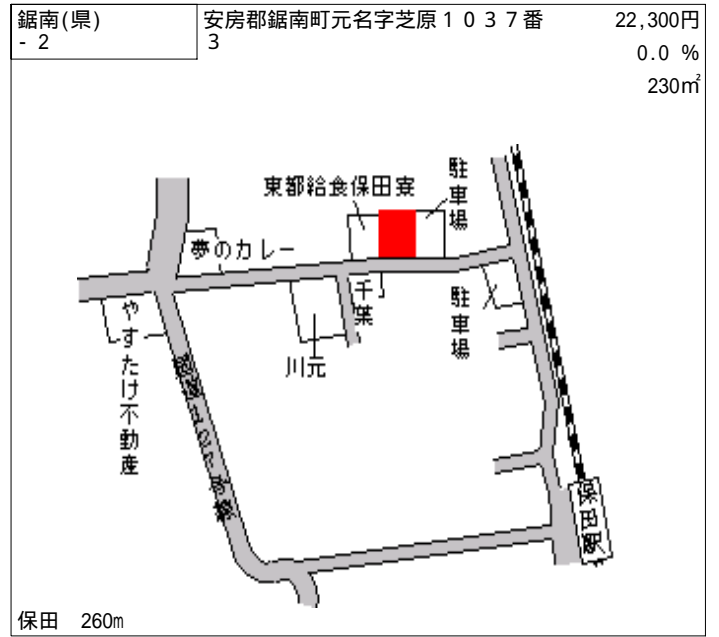 鋸南(県)
- 2
安房郡鋸南町元名字芝原１０３７番
３
22,300円
0.0 %
230㎡
東都給食保田寮
駐車場
夢のカレー
千葉
駐車場
川元
やすたけ不動産
保田駅
保田 260m